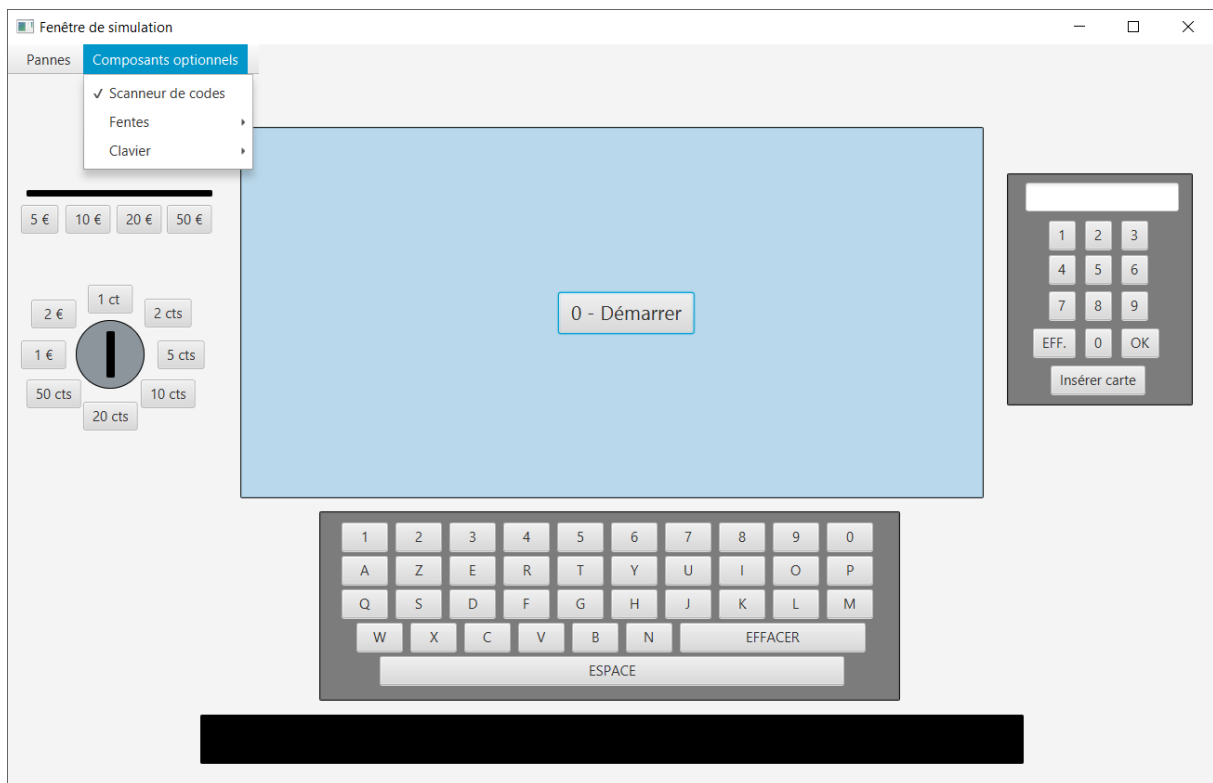 Fenêtre de simulation
Pannes Composants optionnels
✓ Scanneur de codes
Fentes
Clavier
5 € 10 € 20 € 50 €
1 ct
2 € 2 cts
1 € 5 cts
50 cts 10 cts
20 cts
0 - Démarrer
1 2 3
4 5 6
7 8 9
EFF. 0 OK
Insérer carte
1 2 3 4 5 6 7 8 9 0
A Z E R T Y U I O P
Q S D F G H J K L M
W X C V B N EFFACER
ESPACE